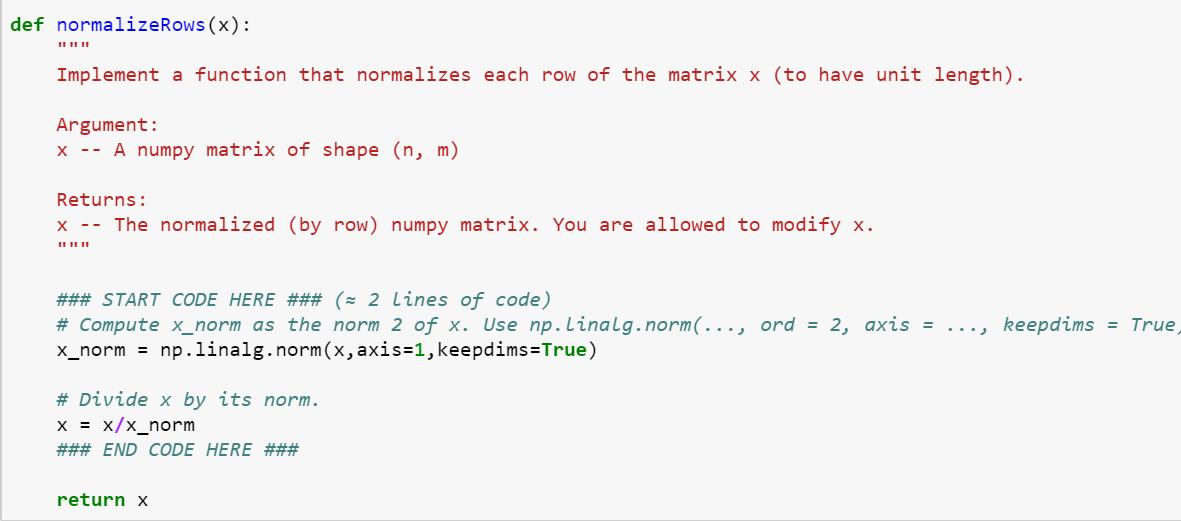 def normalizeRows(x):
"""
Implement a function that normalizes each row of the matrix x (to have unit length).
Argument:
x -- A numpy matrix of shape (n, m)
Returns:
x -- The normalized (by row) numpy matrix. You are allowed to modify x.
"""
### START CODE HERE ### (≈ 2 lines of code)
# Compute x_norm as the norm 2 of x. Use np.linalg.norm(..., ord = 2, axis = ..., keepdims = True)
x_norm = np.linalg.norm(x,axis=1,keepdims=True)
# Divide x by its norm.
x = x/x_norm
### END CODE HERE ###
return x